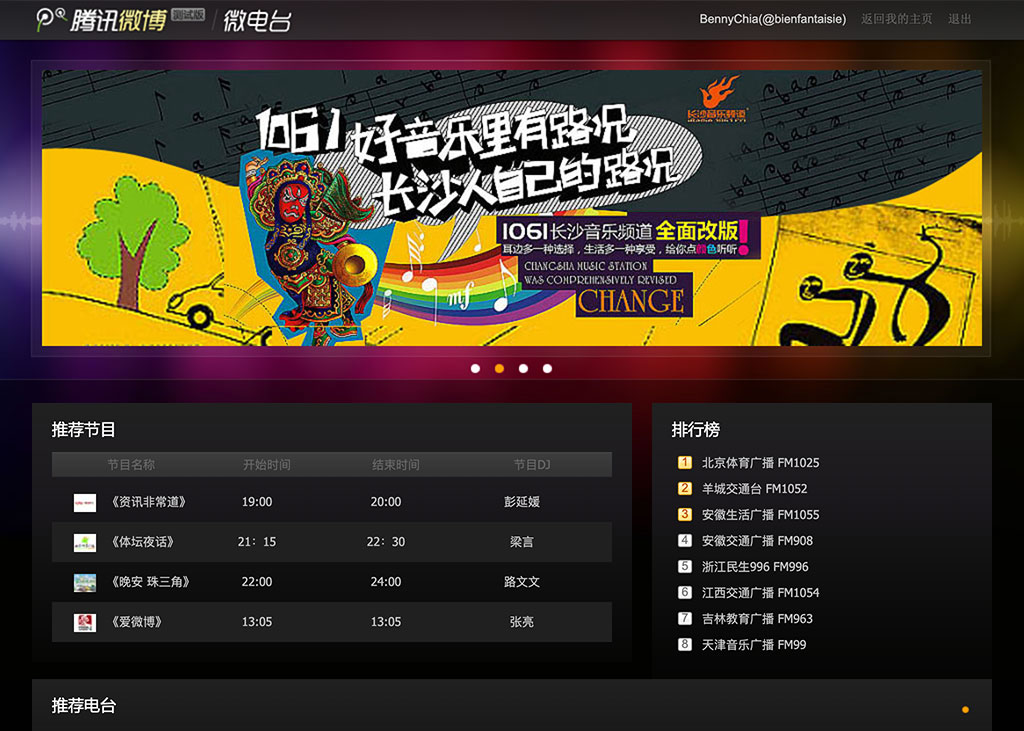 腾讯微博 测试版 微电台
BennyChia(@bienfantaisie) 返回我的主页 退出
长沙音乐频道
1061好音乐里有路况
长沙人自己的路况
1061长沙音乐频道 全面改版!
耳边多一种选择，生活多一种享受，给你点颜色听听!
CHANGSHA MUSIC STATION
WAS COMPREHENSIVELY REVISED
CHANGE
mf
推荐节目
节目名称 开始时间 结束时间 节目DJ
《资讯非常道》 19:00 20:00 彭延媛
《体坛夜话》 21：15 22：30 梁言
《晚安 珠三角》 22:00 24:00 路文文
《爱微博》 13:05 13:05 张亮
排行榜
1 北京体育广播 FM1025
2 羊城交通台 FM1052
3 安徽生活广播 FM1055
4 安徽交通广播 FM908
5 浙江民生996 FM996
6 江西交通广播 FM1054
7 吉林教育广播 FM963
8 天津音乐广播 FM99
推荐电台